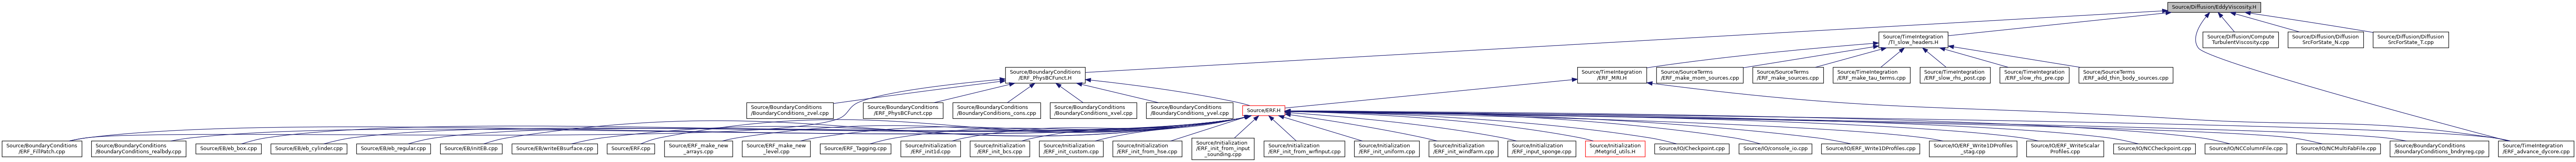 Source/Diffusion/EddyViscosity.H
Source/TimeIntegration
/TI_slow_headers.H
Source/Diffusion/Compute
TurbulentViscosity.cpp
Source/Diffusion/Diffusion
SrcForState_N.cpp
Source/Diffusion/Diffusion
SrcForState_T.cpp
Source/BoundaryConditions
/ERF_PhysBCFunct.H
Source/TimeIntegration
/ERF_MRI.H
Source/SourceTerms
/ERF_make_mom_sources.cpp
Source/SourceTerms
/ERF_make_sources.cpp
Source/TimeIntegration
/ERF_make_tau_terms.cpp
Source/TimeIntegration
/ERF_slow_rhs_post.cpp
Source/TimeIntegration
/ERF_slow_rhs_pre.cpp
Source/SourceTerms
/ERF_add_thin_body_sources.cpp
Source/BoundaryConditions
/BoundaryConditions_zvel.cpp
Source/BoundaryConditions
/ERF_PhysBCFunct.cpp
Source/BoundaryConditions
/BoundaryConditions_cons.cpp
Source/BoundaryConditions
/BoundaryConditions_xvel.cpp
Source/BoundaryConditions
/BoundaryConditions_yvel.cpp
Source/ERF.H
Source/BoundaryConditions
/ERF_FillPatch.cpp
Source/BoundaryConditions
/BoundaryConditions_realbdy.cpp
Source/EB/eb_box.cpp
Source/EB/eb_cylinder.cpp
Source/EB/eb_regular.cpp
Source/EB/initEB.cpp
Source/EB/writeEBsurface.cpp
Source/ERF.cpp
Source/ERF_make_new
_arrays.cpp
Source/ERF_make_new
_level.cpp
Source/ERF_Tagging.cpp
Source/Initialization
/ERF_init1d.cpp
Source/Initialization
/ERF_init_bcs.cpp
Source/Initialization
/ERF_init_custom.cpp
Source/Initialization
/ERF_init_from_hse.cpp
Source/Initialization
/ERF_init_from_input
_sounding.cpp
Source/Initialization
/ERF_init_from_wrfinput.cpp
Source/Initialization
/ERF_init_uniform.cpp
Source/Initialization
/ERF_init_windfarm.cpp
Source/Initialization
/ERF_input_sponge.cpp
Source/Initialization
/Metgrid_utils.H
Source/IO/Checkpoint.cpp
Source/IO/console_io.cpp
Source/IO/ERF_Write1DProfiles.cpp
Source/IO/ERF_Write1DProfiles
_stag.cpp
Source/IO/ERF_WriteScalar
Profiles.cpp
Source/IO/NCCheckpoint.cpp
Source/IO/NCColumnFile.cpp
Source/IO/NCMultiFabFile.cpp
Source/BoundaryConditions
/BoundaryConditions_bndryreg.cpp
Source/TimeIntegration
/ERF_advance_dycore.cpp